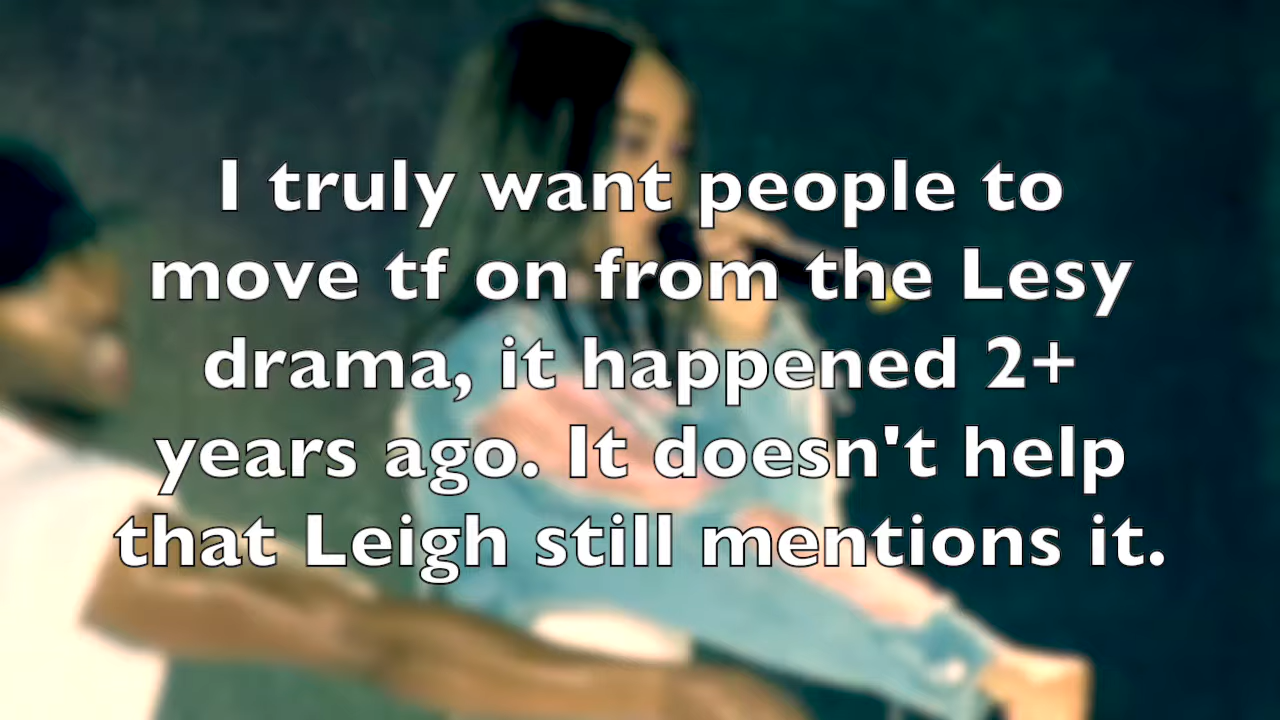 I truly want people to
move tf on from the Lesy
drama, it happened 2+
years ago. It doesn't help
that Leigh still mentions it.